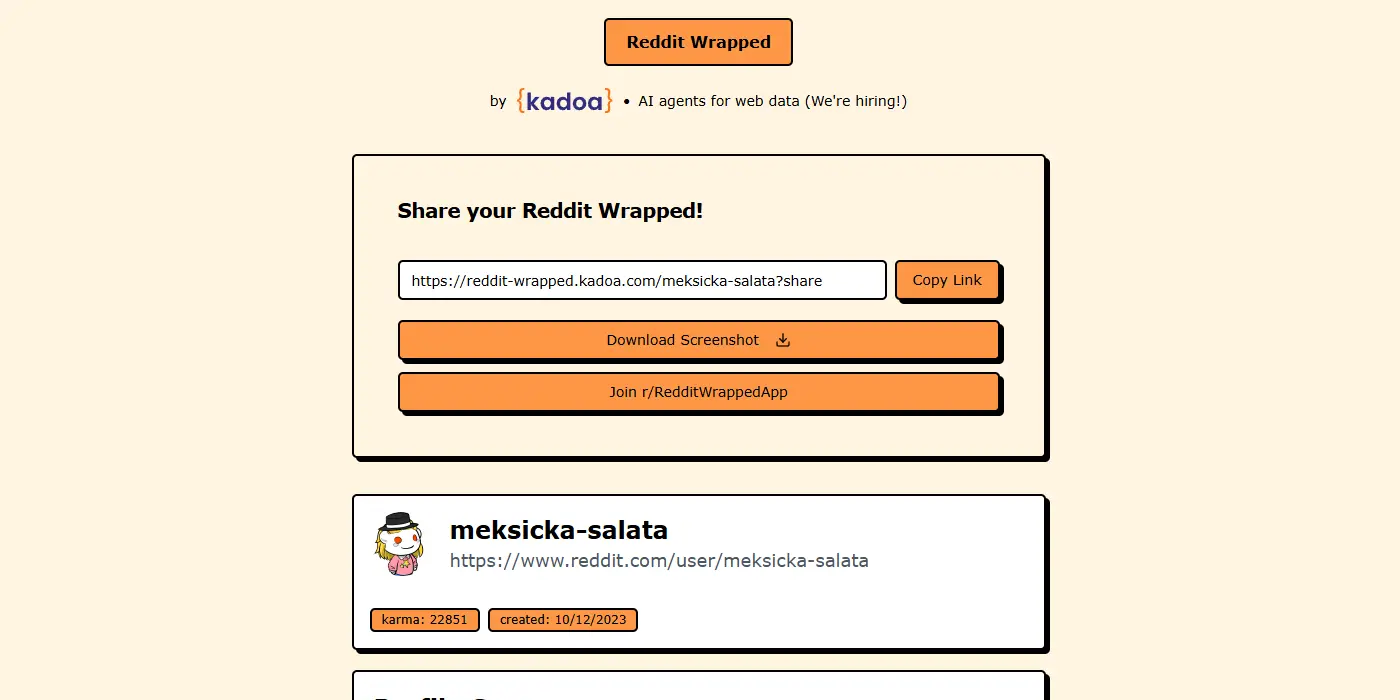 Reddit Wrapped
by {kadoa} • AI agents for web data (We're hiring!)
Share your Reddit Wrapped!
https://reddit-wrapped.kadoa.com/meksicka-salata?share
Copy Link
Download Screenshot
Join r/RedditWrappedApp
meksicka-salata
https://www.reddit.com/user/meksicka-salata
karma: 22851
created: 10/12/2023